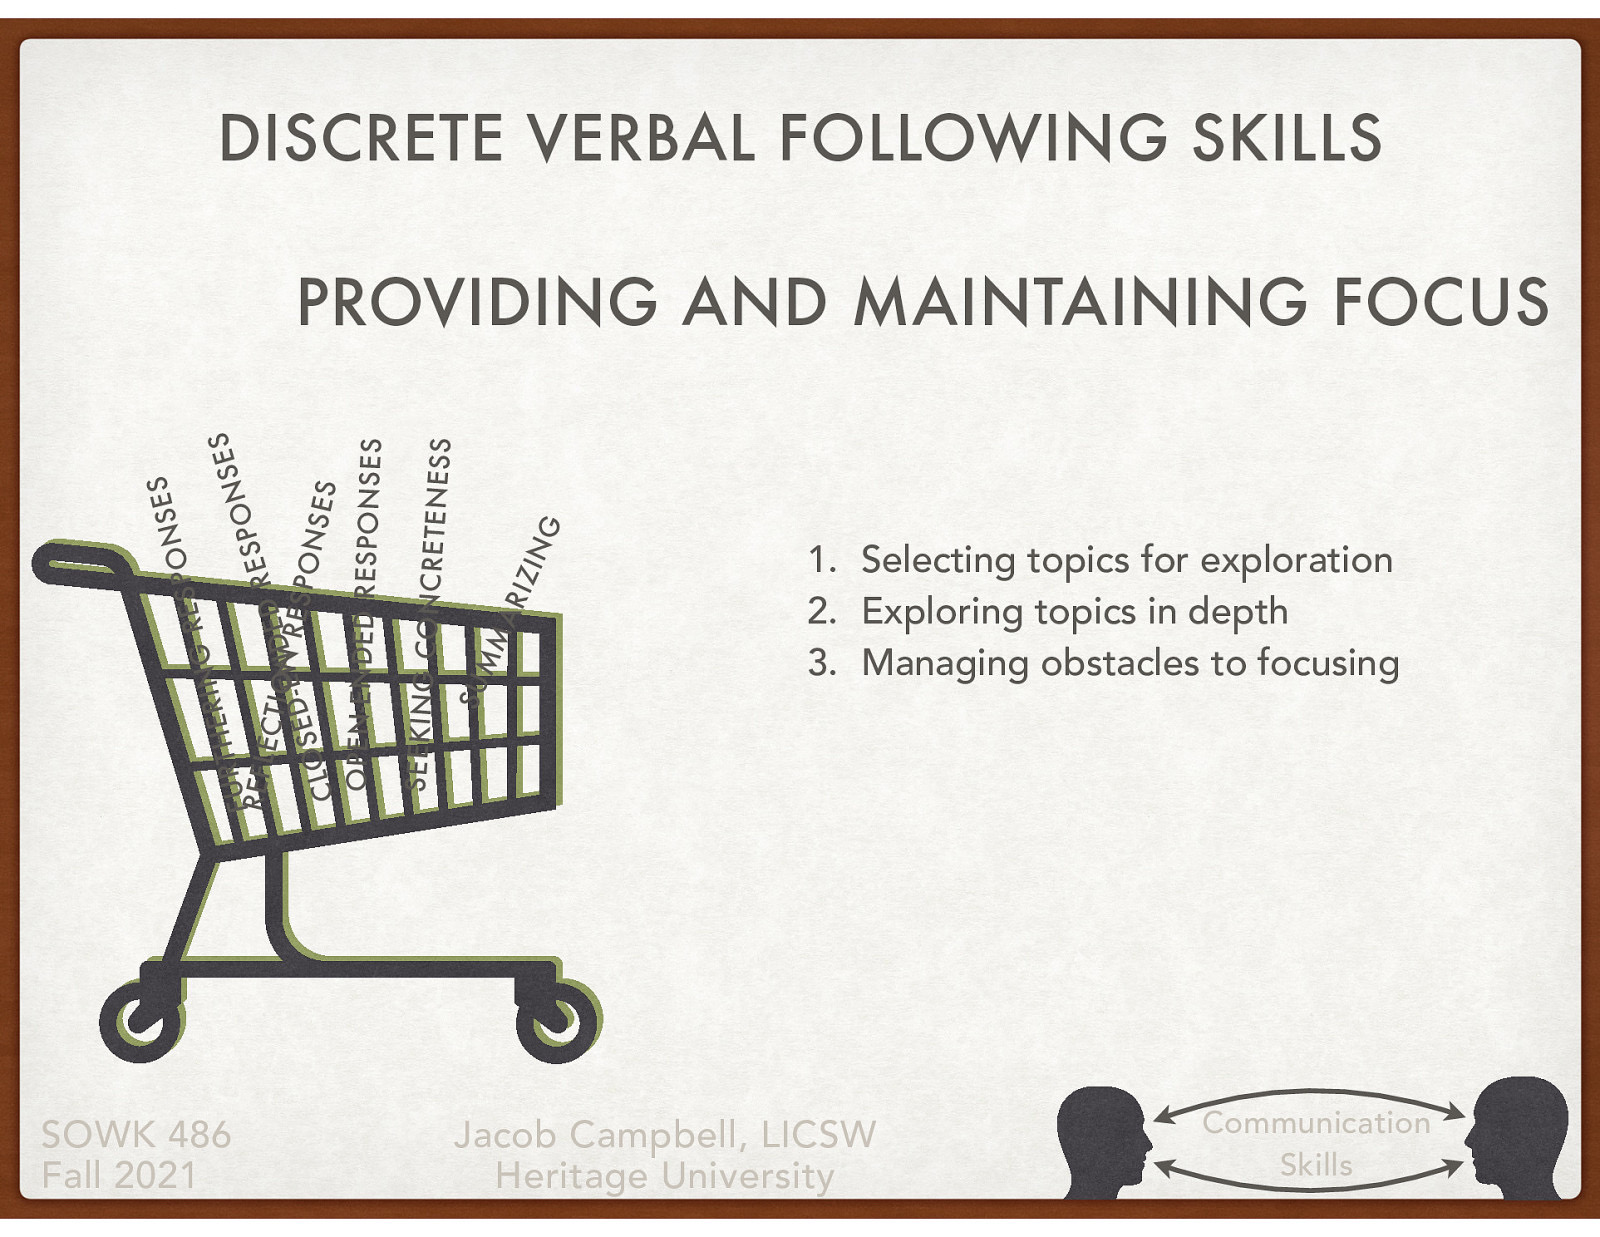 DISCRETE VERBAL FOLLOWING SKILLS
PROVIDING AND MAINTAINING FOCUS
FURTHERING RESPONSES
REFLECTION RESPONSES
CLOSED-ENDED RESPONSES
OPEN-ENDED RESPONSES
SEEKING CONCRETENESS
SUMMARIZING
1. Selecting topics for exploration
2. Exploring topics in depth
3. Managing obstacles to focusing
SOWK 486
Fall 2021
Jacob Campbell, LICSW
Heritage University
Communication
Skills